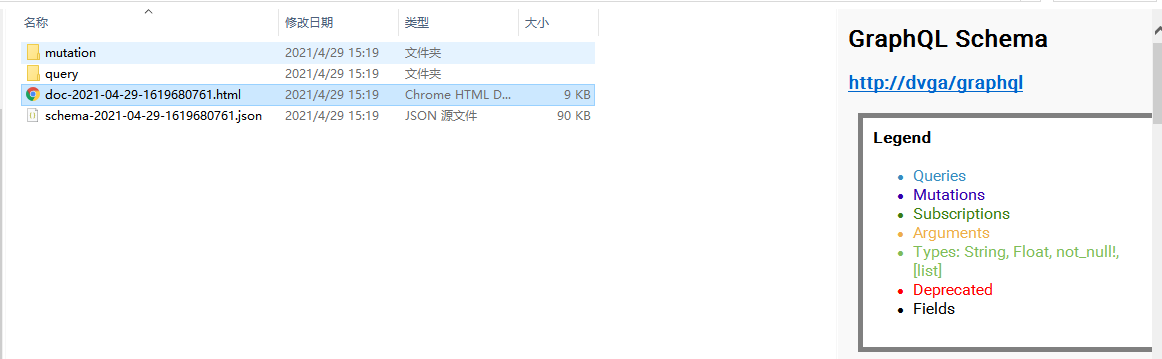 名称 修改日期 类型 大小
mutation 2021/4/29 15:19 文件夹
query 2021/4/29 15:19 文件夹
doc-2021-04-29-1619680761.html 2021/4/29 15:19 Chrome HTML D... 9 KB
schema-2021-04-29-1619680761.json 2021/4/29 15:19 JSON 源文件 90 KB
GraphQL Schema
http://dvga/graphql
Legend
Queries
Mutations
Subscriptions
Arguments
Types: String, Float, not_null!,
[list]
Deprecated
Fields